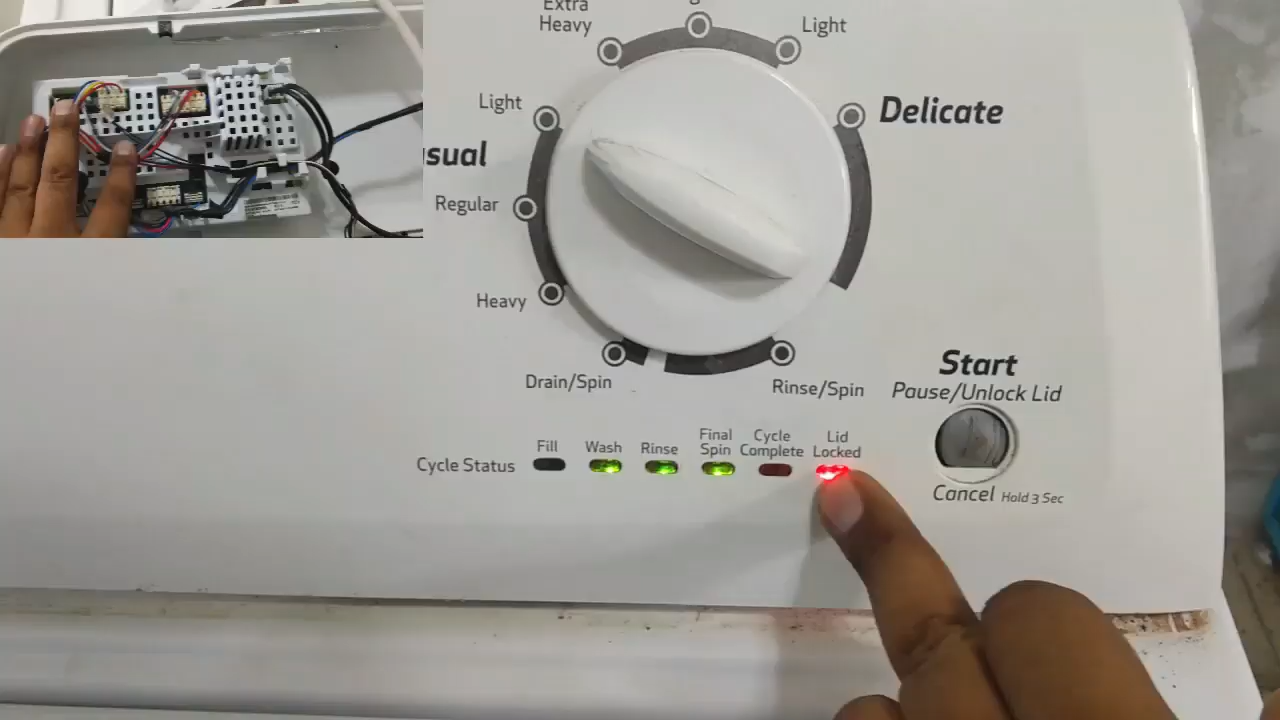 Extra
Heavy
Light
Light
Delicate
Regular
Heavy
Drain/Spin
Rinse/Spin
Start
Pause/Unlock Lid
Cancel Hold 3 Sec
Cycle Status
Fill
Wash
Rinse
Final
Spin
Cycle
Complete
Lid
Locked